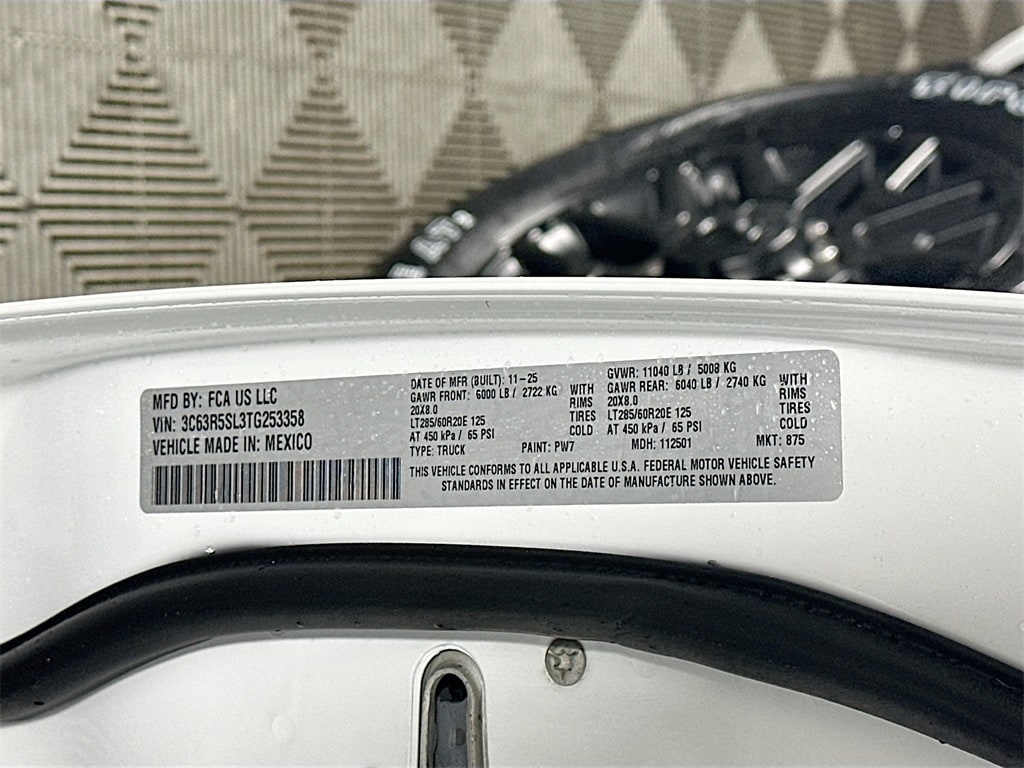 MFD BY: FCA US LLC
VIN: 3C63R5SL3TG253358
VEHICLE MADE IN: MEXICO
DATE OF MFR (BUILT): 11-25
GAWR FRONT: 6000 LB / 2722 KG
20X8.0
LT285/60R20E 125
AT 450 kPa / 65 PSI
WITH
RIMS
TIRES
COLD
TYPE: TRUCK
PAINT: PW7
GVWR: 11040 LB / 5008 KG
GAWR REAR: 6040 LB / 2740 KG
20X8.0
LT285/60R20E 125
AT 450 kPa / 65 PSI
WITH
RIMS
TIRES
COLD
MDH: 112501
MKT: 875
THIS VEHICLE CONFORMS TO ALL APPLICABLE U.S.A. FEDERAL MOTOR VEHICLE SAFETY
STANDARDS IN EFFECT ON THE DATE OF MANUFACTURE SHOWN ABOVE.